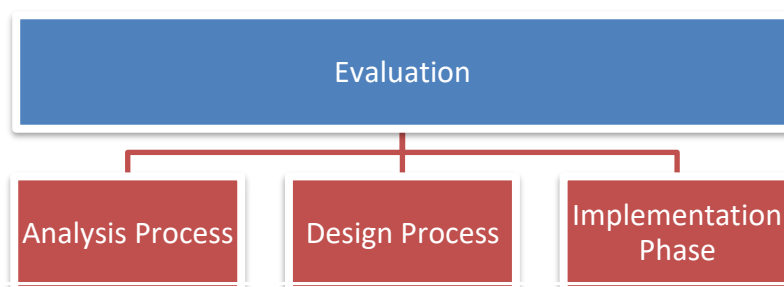 Evaluation
Analysis Process
Design Process
Implementation
Phase